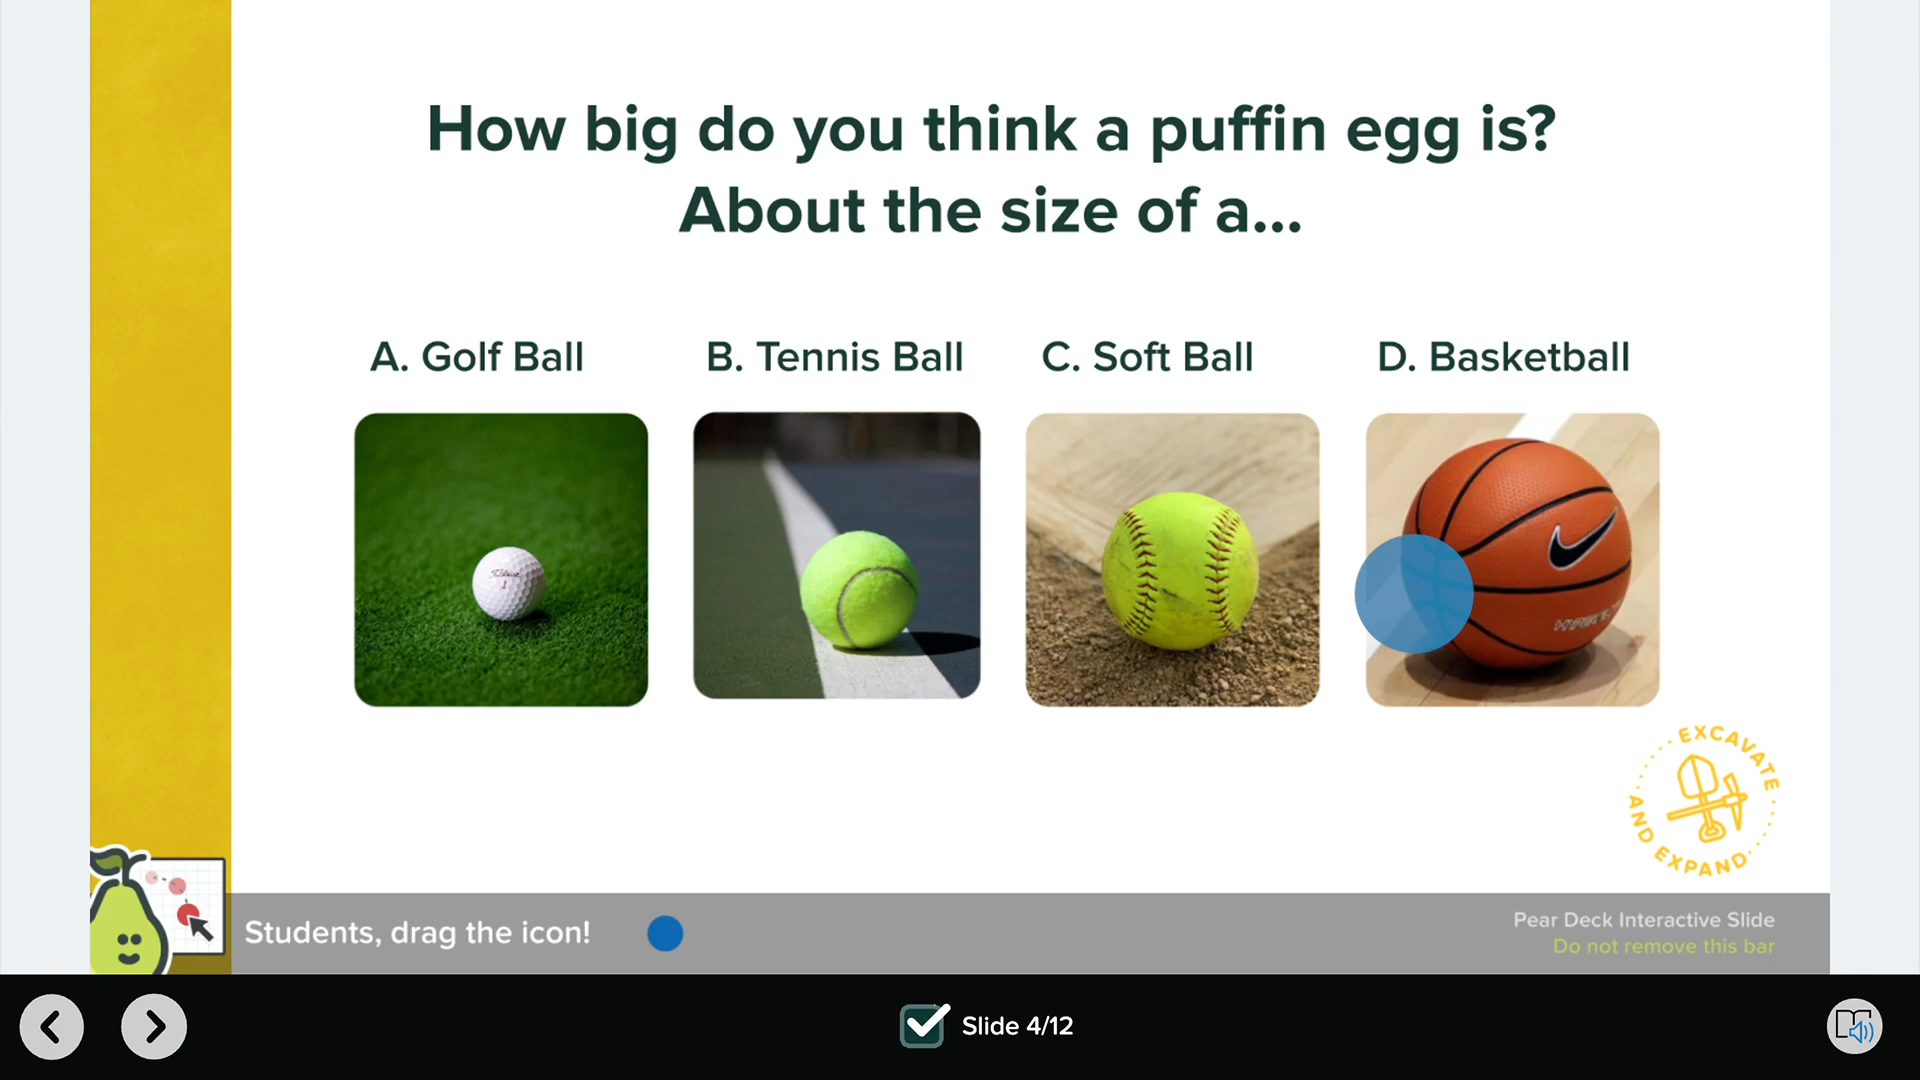 How big do you think a puffin egg is?
About the size of a...
A. Golf Ball
B. Tennis Ball
C. Soft Ball
D. Basketball
Titleist
1
EXCAVATE
AND EXPAND
Students, drag the icon!
Pear Deck Interactive Slide
Do not remove this bar
Slide 4/12